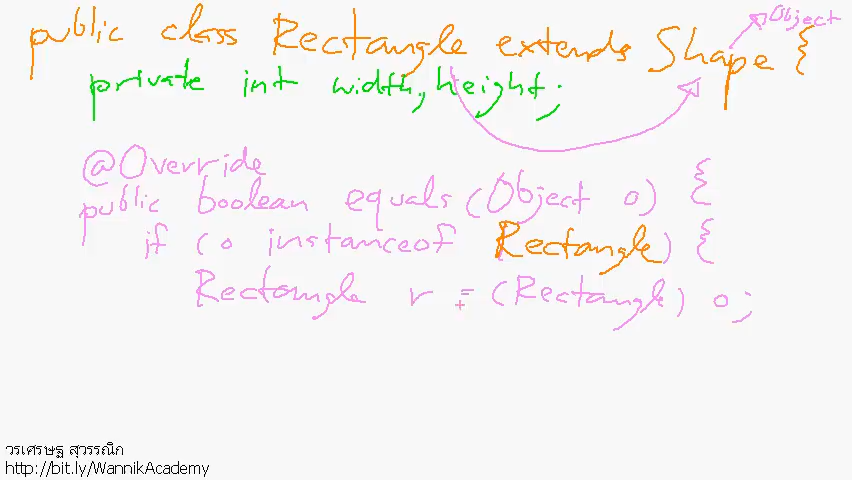 public class Rectangle extends Shape {
Object
private int width, height;
@Override
public boolean equals (Object o) {
if (o instanceof Rectangle) {
Rectangle r = (Rectangle) o;
วรเศรษฐ สุวรรณิก
http://bit.ly/WannikAcademy